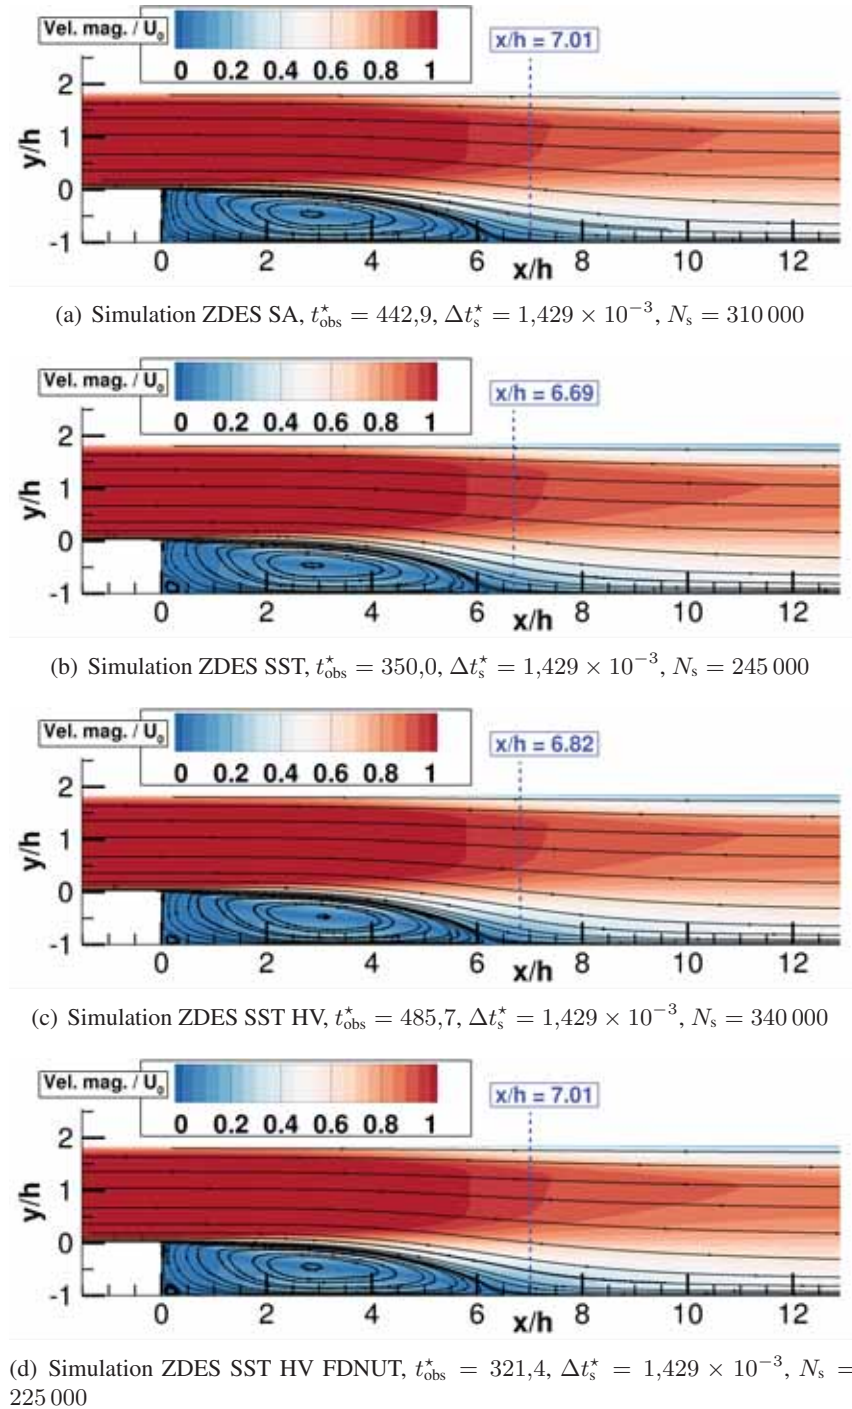 Vel. mag. / U₀
0 0.2 0.4 0.6 0.8 1
x/h = 7.01
y/h
2
1
0
-1
0 2 4 6 x/h 8 10 12
(a) Simulation ZDES SA, t⋆obs = 442,9, Δt⋆s = 1,429 × 10⁻³, Ns = 310 000
Vel. mag. / U₀
0 0.2 0.4 0.6 0.8 1
x/h = 6.69
y/h
2
1
0
-1
0 2 4 6 x/h 8 10 12
(b) Simulation ZDES SST, t⋆obs = 350,0, Δt⋆s = 1,429 × 10⁻³, Ns = 245 000
Vel. mag. / U₀
0 0.2 0.4 0.6 0.8 1
x/h = 6.82
y/h
2
1
0
-1
0 2 4 6 x/h 8 10 12
(c) Simulation ZDES SST HV, t⋆obs = 485,7, Δt⋆s = 1,429 × 10⁻³, Ns = 340 000
Vel. mag. / U₀
0 0.2 0.4 0.6 0.8 1
x/h = 7.01
y/h
2
1
0
-1
0 2 4 6 x/h 8 10 12
(d) Simulation ZDES SST HV FDNUT, t⋆obs = 321,4, Δt⋆s = 1,429 × 10⁻³, Ns =
225 000